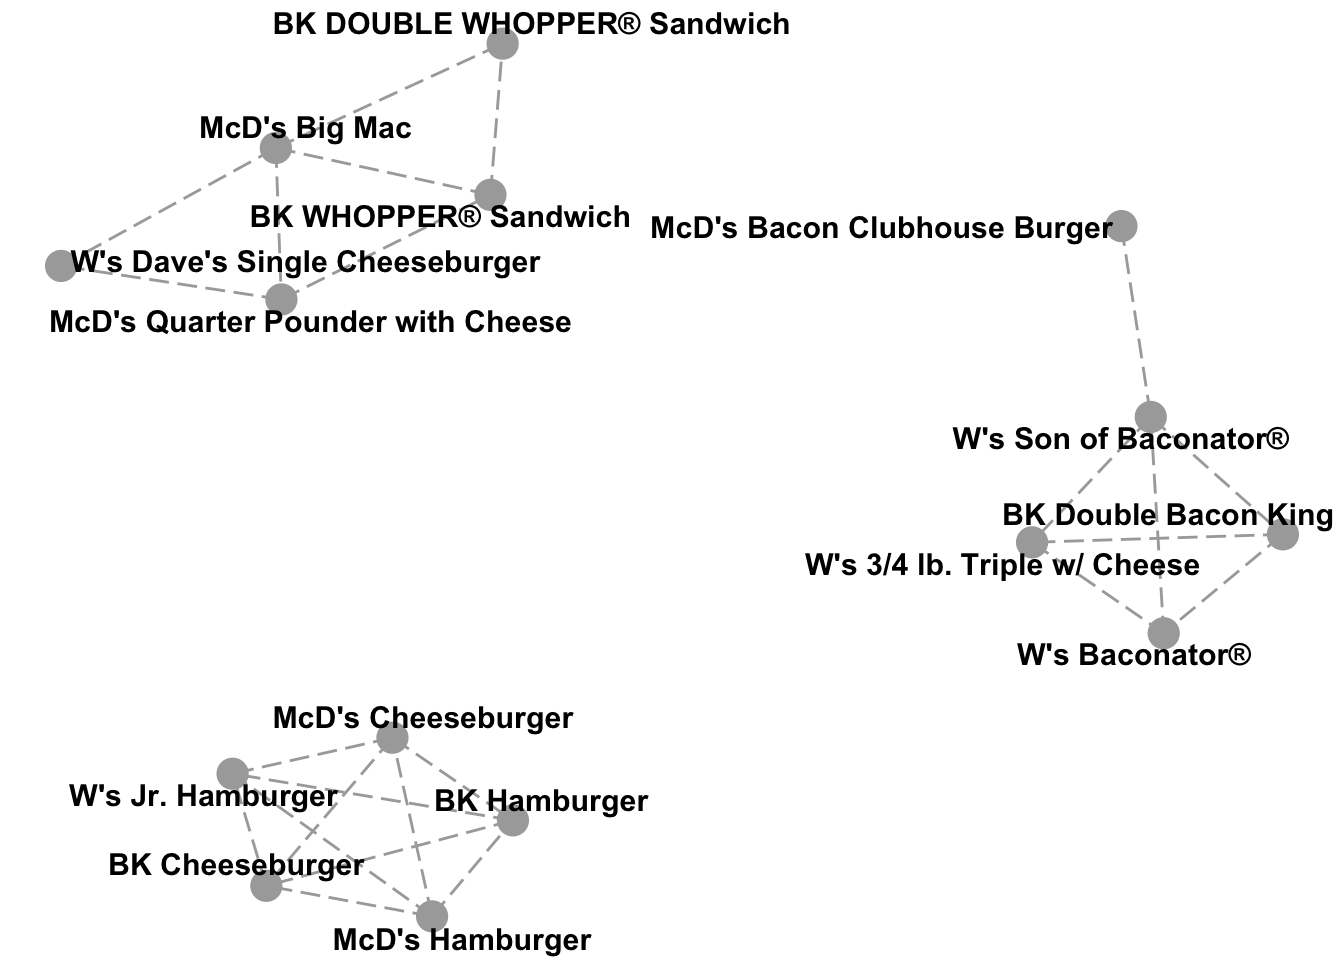 BK DOUBLE WHOPPER® Sandwich
McD's Big Mac
BK WHOPPER® Sandwich
McD's Bacon Clubhouse Burger
W's Dave's Single Cheeseburger
McD's Quarter Pounder with Cheese
W's Son of Baconator®
BK Double Bacon King
W's 3/4 lb. Triple w/ Cheese
W's Baconator®
McD's Cheeseburger
W's Jr. Hamburger
BK Hamburger
BK Cheeseburger
McD's Hamburger